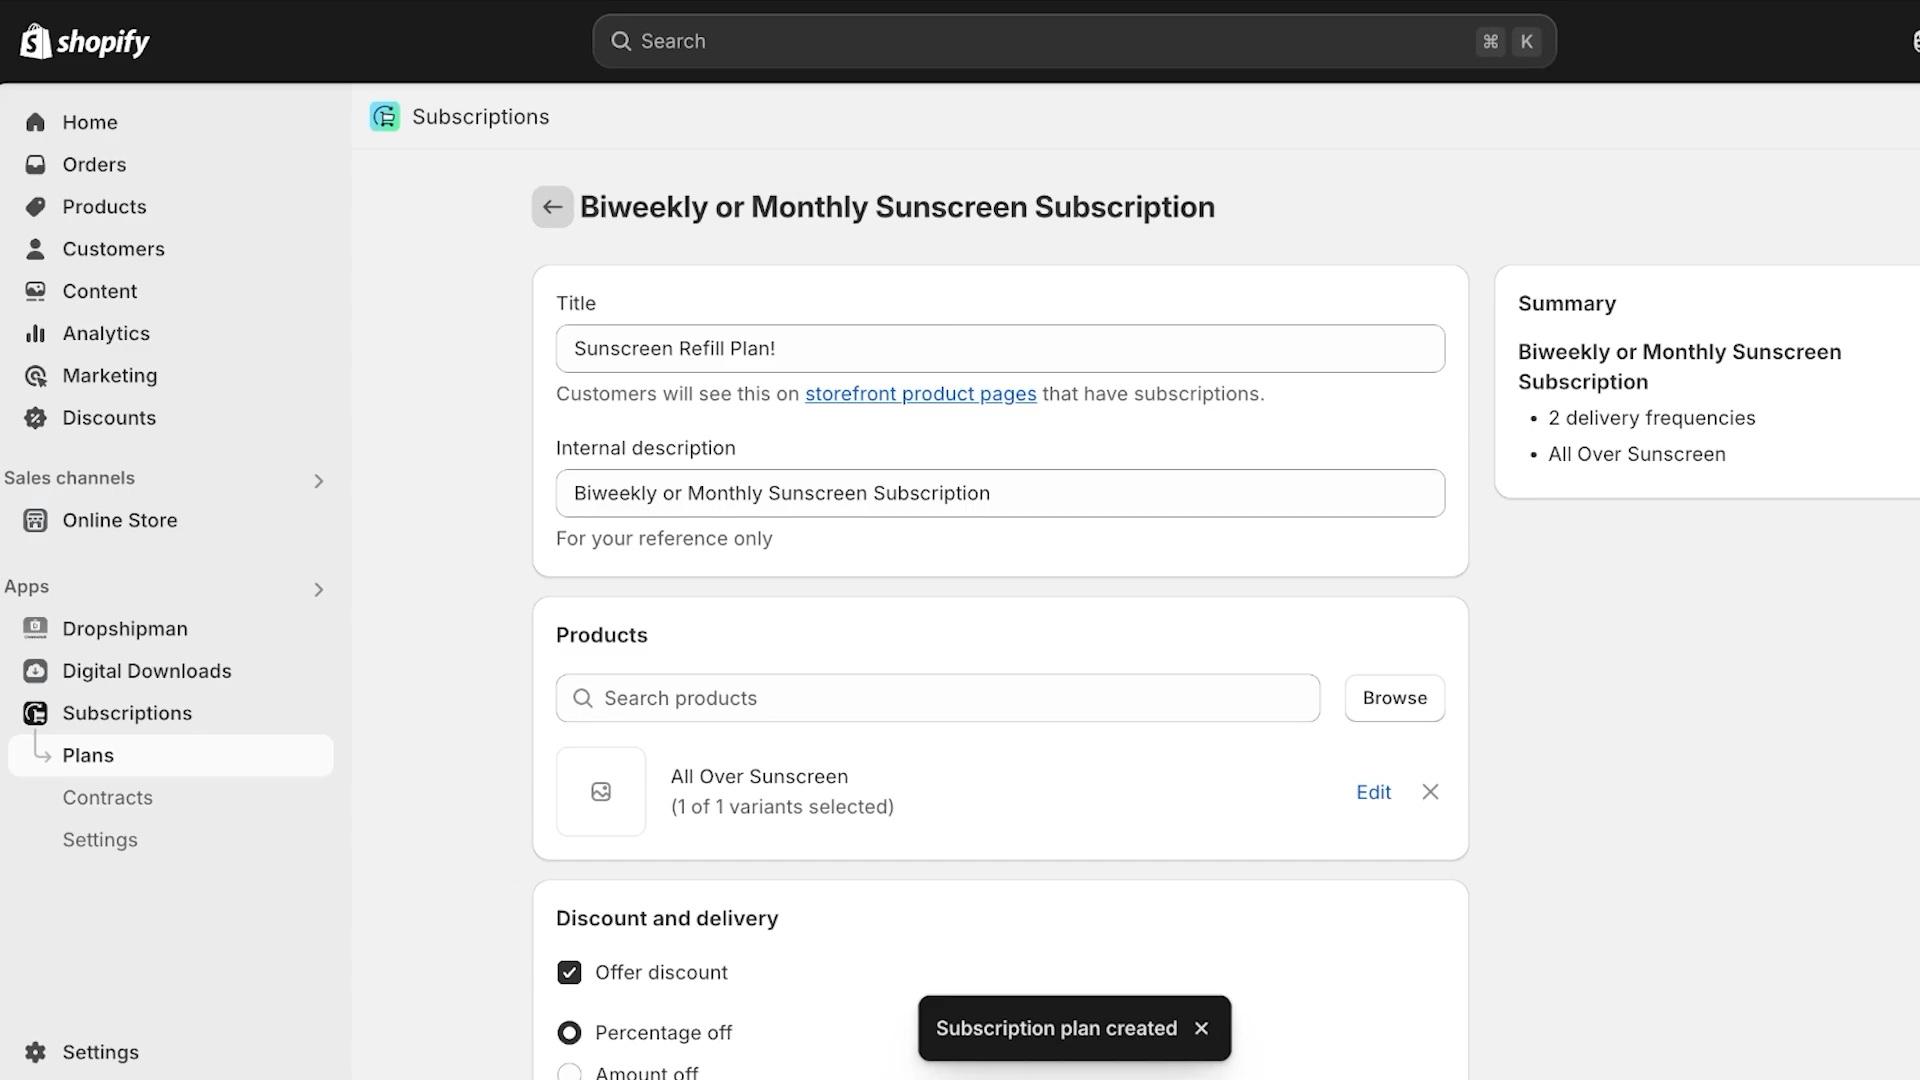 shopify
Search
⌘ K
Home
Orders
Products
Customers
Content
Analytics
Marketing
Discounts
Sales channels
Online Store
Apps
Dropshipman
Digital Downloads
Subscriptions
Plans
Contracts
Settings
Settings
Subscriptions
Biweekly or Monthly Sunscreen Subscription
Title
Sunscreen Refill Plan!
Customers will see this on storefront product pages that have subscriptions.
Internal description
Biweekly or Monthly Sunscreen Subscription
For your reference only
Products
Search products
Browse
All Over Sunscreen
(1 of 1 variants selected)
Edit
Discount and delivery
Offer discount
Percentage off
Amount off
Subscription plan created
Summary
Biweekly or Monthly Sunscreen
Subscription
• 2 delivery frequencies
• All Over Sunscreen